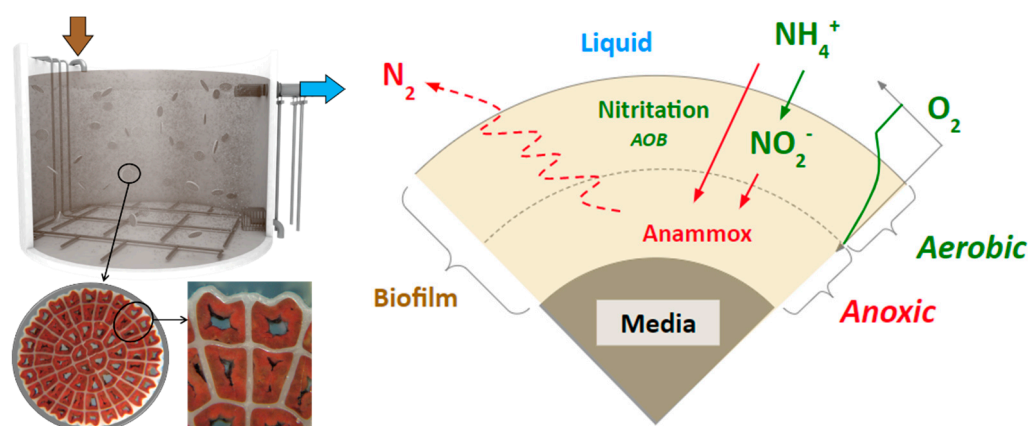 Liquid
NH₄⁺
N₂
Nitritation
AOB
NO₂⁻
O₂
Anammox
Aerobic
Biofilm
Anoxic
Media